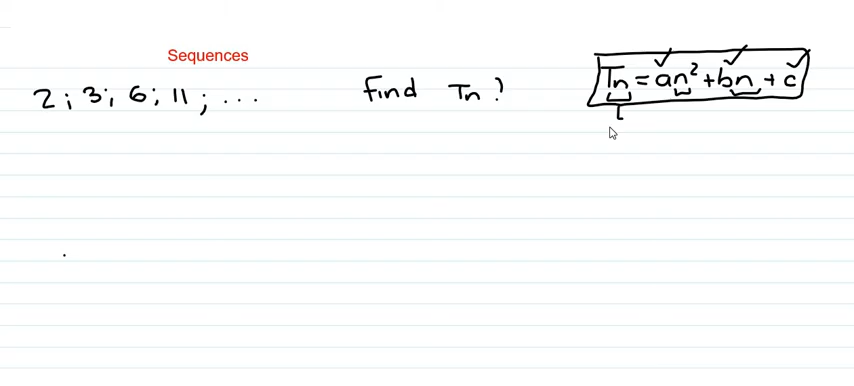 Sequences
2 ; 3 ; 6 ; 11 ; ... Find Tn ? Tn = an² + bn + c